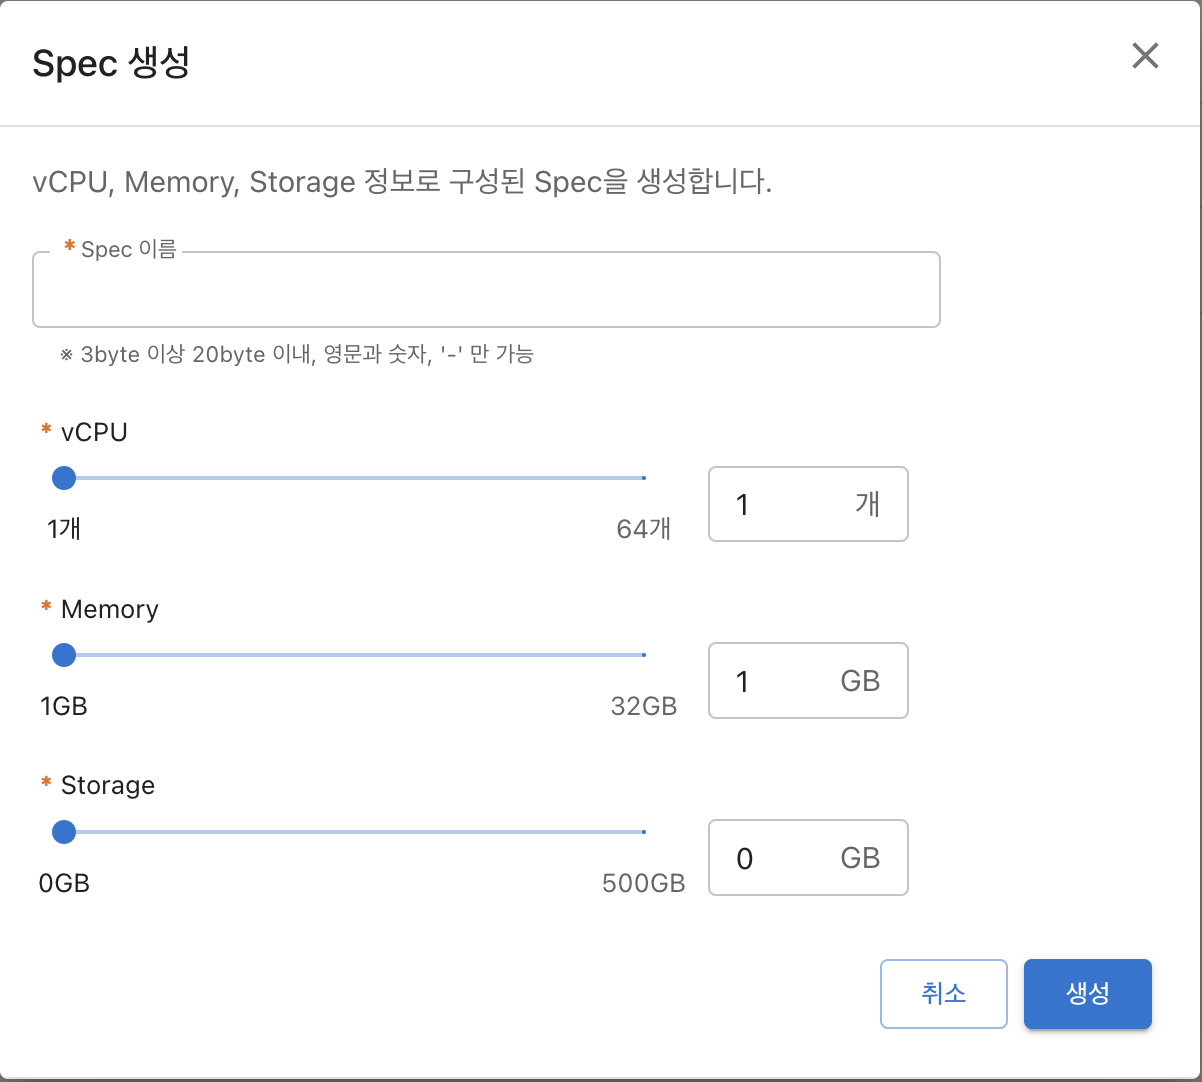 Spec 생성
vCPU, Memory, Storage 정보로 구성된 Spec을 생성합니다.
* Spec 이름
※ 3byte 이상 20byte 이내, 영문과 숫자, '-' 만 가능
* vCPU
1개 64개
1 개
* Memory
1GB 32GB
1 GB
* Storage
0GB 500GB
0 GB
취소 생성